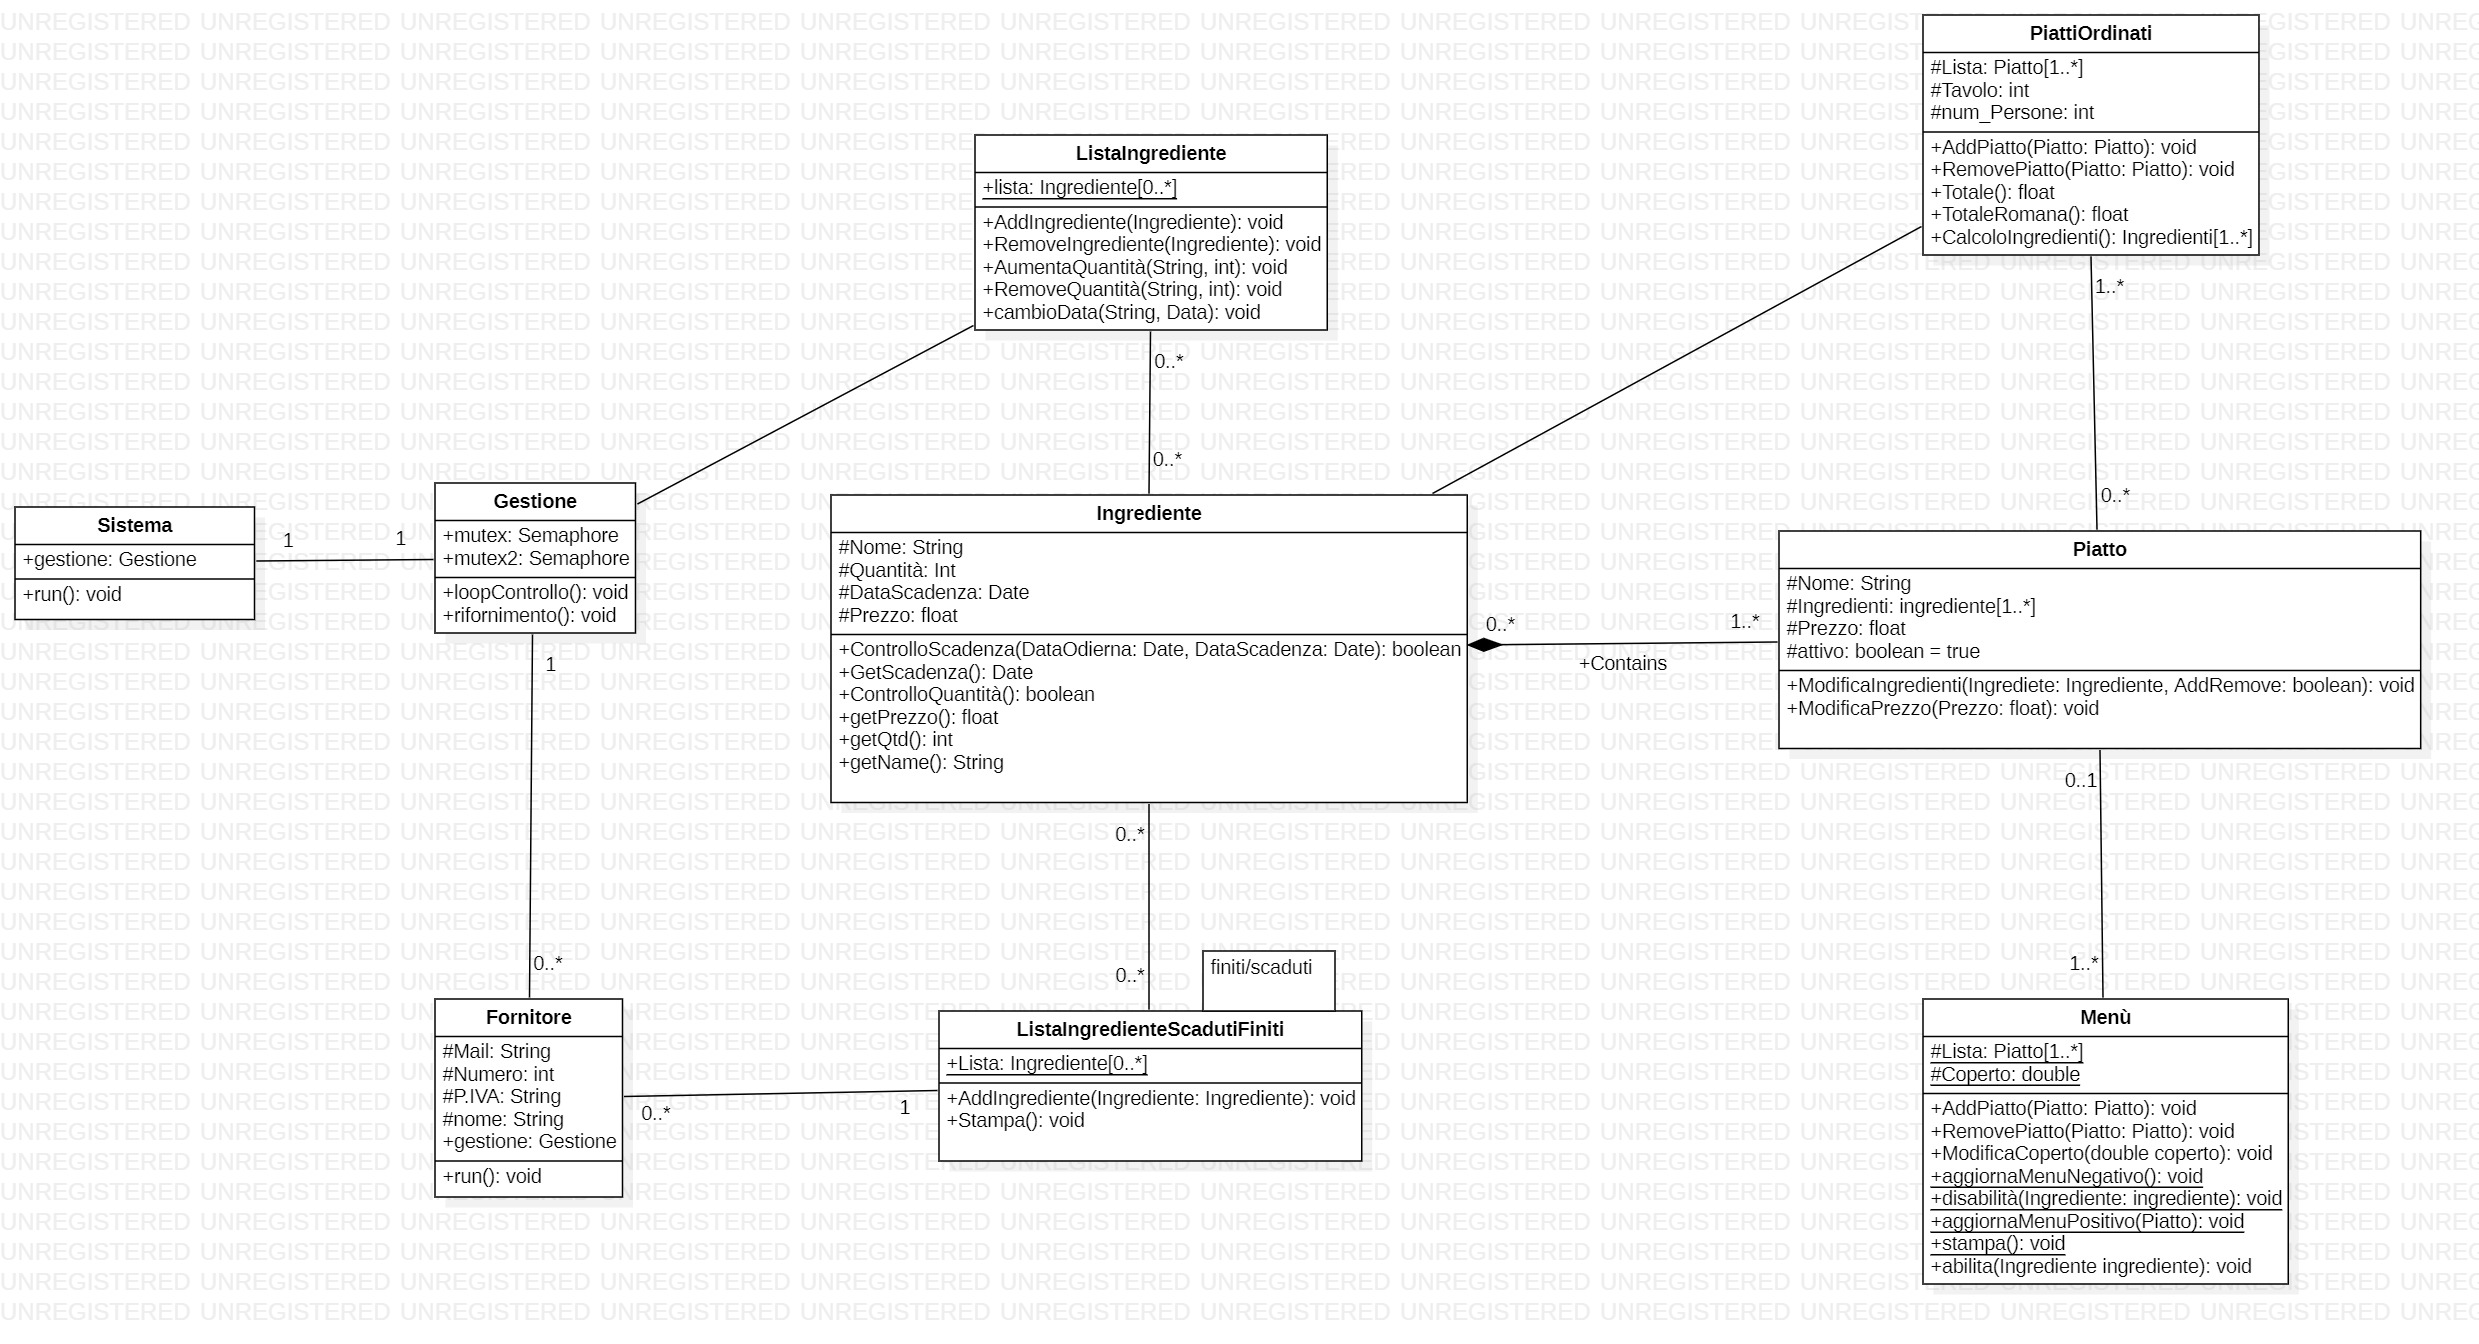 PiattiOrdinati
#Lista: Piatto[1..*]
#Tavolo: int
#num_Persone: int
+AddPiatto(Piatto: Piatto): void
+RemovePiatto(Piatto: Piatto): void
+Totale(): float
+TotaleRomana(): float
+CalcoloIngredienti(): Ingredienti[1..*]
1..*
0..*
ListaIngrediente
+lista: Ingrediente[0..*]
+AddIngrediente(Ingrediente): void
+RemoveIngrediente(Ingrediente): void
+AumentaQuantità(String, int): void
+RemoveQuantità(String, int): void
+cambioData(String, Data): void
0..*
0..*
Sistema
+gestione: Gestione
+run(): void
1
1
Gestione
+mutex: Semaphore
+mutex2: Semaphore
+loopControllo(): void
+rifornimento(): void
1
0..*
Ingrediente
#Nome: String
#Quantità: Int
#DataScadenza: Date
#Prezzo: float
+ControlloScadenza(DataOdierna: Date, DataScadenza: Date): boolean
+GetScadenza(): Date
+ControlloQuantità(): boolean
+getPrezzo(): float
+getQtd(): int
+getName(): String
0..*
1..*
+Contains
Piatto
#Nome: String
#Ingredienti: ingrediente[1..*]
#Prezzo: float
#attivo: boolean = true
+ModificaIngredienti(Ingrediete: Ingrediente, AddRemove: boolean): void
+ModificaPrezzo(Prezzo: float): void
0..1
1..*
0..*
0..*
Fornitore
#Mail: String
#Numero: int
#P.IVA: String
#nome: String
+gestione: Gestione
+run(): void
0..*
1
finiti/scaduti
ListaIngredienteScadutiFiniti
+Lista: Ingrediente[0..*]
+AddIngrediente(Ingrediente: Ingrediente): void
+Stampa(): void
Menù
#Lista: Piatto[1..*]
#Coperto: double
+AddPiatto(Piatto: Piatto): void
+RemovePiatto(Piatto: Piatto): void
+ModificaCoperto(double coperto): void
+aggiornaMenuNegativo(): void
+disabilità(Ingrediente: ingrediente): void
+aggiornaMenuPositivo(Piatto): void
+stampa(): void
+abilita(Ingrediente ingrediente): void
UNREGISTERED